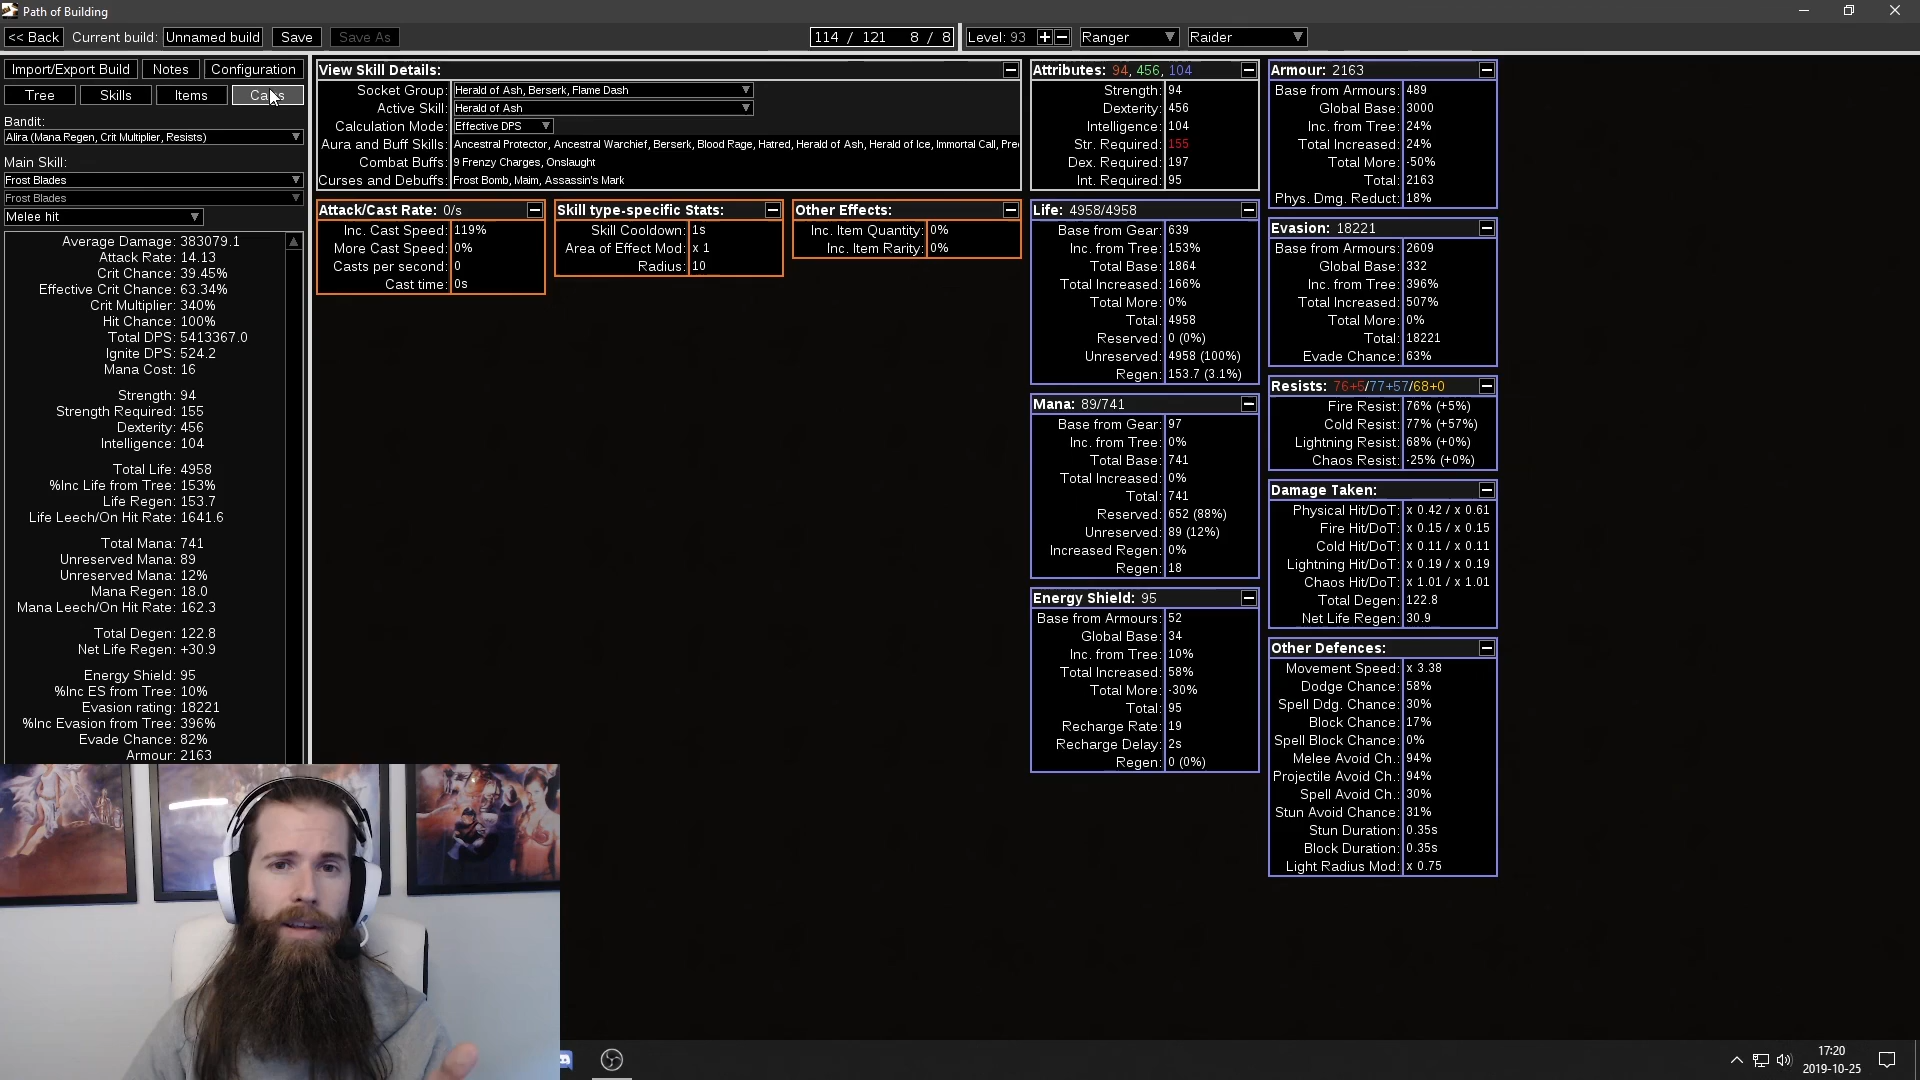 Path of Building
<< Back Current build: Unnamed build Save Save As 114 / 121 8 / 8 Level: 93 Ranger Raider
Import/Export Build Notes Configuration
Tree Skills Items
Bandit:
Alira (Mana Regen, Crit Multiplier, Resists)
Main Skill:
Frost Blades
Frost Blades
Melee hit
Average Damage: 383079.1
Attack Rate: 14.13
Crit Chance: 39.45%
Effective Crit Chance: 63.34%
Crit Multiplier: 340%
Hit Chance: 100%
Total DPS: 5413367.0
Ignite DPS: 524.2
Mana Cost: 16
Strength: 94
Strength Required: 155
Dexterity: 456
Intelligence: 104
Total Life: 4958
%Inc Life from Tree: 153%
Life Regen: 153.7
Life Leech/On Hit Rate: 1641.6
Total Mana: 741
Unreserved Mana: 89
Unreserved Mana: 12%
Mana Regen: 18.0
Mana Leech/On Hit Rate: 162.3
Total Degen: 122.8
Net Life Regen: +30.9
Energy Shield: 95
%Inc ES from Tree: 10%
Evasion rating: 18221
%Inc Evasion from Tree: 396%
Evade Chance: 82%
Armour: 2163
View Skill Details:
Socket Group: Herald of Ash, Berserk, Flame Dash
Active Skill: Herald of Ash
Calculation Mode: Effective DPS
Aura and Buff Skills: Ancestral Protector, Ancestral Warchief, Berserk, Blood Rage, Hatred, Herald of Ash, Herald of Ice, Immortal Call, Pre
Combat Buffs: 9 Frenzy Charges, Onslaught
Curses and Debuffs: Frost Bomb, Maim, Assassin's Mark
Attack/Cast Rate: 0/s
Inc. Cast Speed: 119%
More Cast Speed: 0%
Casts per second: 0
Cast time: 0s
Skill type-specific Stats:
Skill Cooldown: 1s
Area of Effect Mod: x 1
Radius: 10
Other Effects:
Inc. Item Quantity: 0%
Inc. Item Rarity: 0%
Attributes: 94, 456, 104
Strength: 94
Dexterity: 456
Intelligence: 104
Str. Required: 155
Dex. Required: 197
Int. Required: 95
Life: 4958/4958
Base from Gear: 639
Inc. from Tree: 153%
Total Base: 1864
Total Increased: 166%
Total More: 0%
Total: 4958
Reserved: 0 (0%)
Unreserved: 4958 (100%)
Regen: 153.7 (3.1%)
Mana: 89/741
Base from Gear: 97
Inc. from Tree: 0%
Total Base: 741
Total Increased: 0%
Total: 741
Reserved: 652 (88%)
Unreserved: 89 (12%)
Increased Regen: 0%
Regen: 18
Energy Shield: 95
Base from Armours: 52
Global Base: 34
Inc. from Tree: 10%
Total Increased: 58%
Total More: -30%
Total: 95
Recharge Rate: 19
Recharge Delay: 2s
Regen: 0 (0%)
Armour: 2163
Base from Armours: 489
Global Base: 3000
Inc. from Tree: 24%
Total Increased: 24%
Total More: -50%
Total: 2163
Phys. Dmg. Reduct: 18%
Evasion: 18221
Base from Armours: 2609
Global Base: 332
Inc. from Tree: 396%
Total Increased: 507%
Total More: 0%
Total: 18221
Evade Chance: 63%
Resists: 76+5/77+57/68+0
Fire Resist: 76% (+5%)
Cold Resist: 77% (+57%)
Lightning Resist: 68% (+0%)
Chaos Resist: -25% (+0%)
Damage Taken:
Physical Hit/DoT: x 0.42 / x 0.61
Fire Hit/DoT: x 0.15 / x 0.15
Cold Hit/DoT: x 0.11 / x 0.11
Lightning Hit/DoT: x 0.19 / x 0.19
Chaos Hit/DoT: x 1.01 / x 1.01
Total Degen: 122.8
Net Life Regen: 30.9
Other Defences:
Movement Speed: x 3.38
Dodge Chance: 58%
Spell Ddg. Chance: 30%
Block Chance: 17%
Spell Block Chance: 0%
Melee Avoid Ch.: 94%
Projectile Avoid Ch.: 94%
Spell Avoid Ch.: 30%
Stun Avoid Chance: 31%
Stun Duration: 0.35s
Block Duration: 0.35s
Light Radius Mod: x 0.75
17:20
2019-10-25